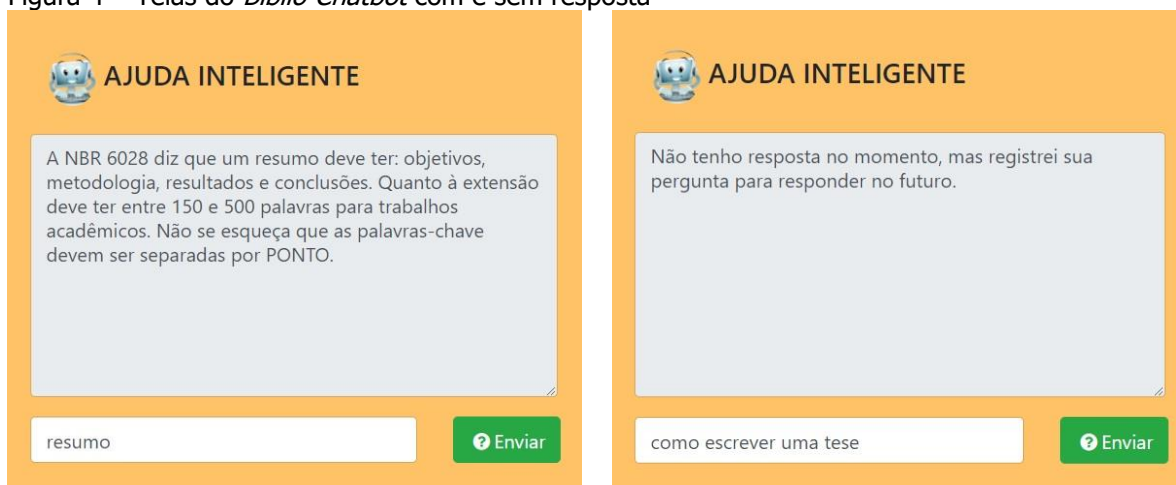 Figura 4 – Telas do Biblio Chatbot com e sem resposta
AJUDA INTELIGENTE
A NBR 6028 diz que um resumo deve ter: objetivos,
metodologia, resultados e conclusões. Quanto à extensão
deve ter entre 150 e 500 palavras para trabalhos
acadêmicos. Não se esqueça que as palavras-chave
devem ser separadas por PONTO.
resumo
Enviar
AJUDA INTELIGENTE
Não tenho resposta no momento, mas registrei sua
pergunta para responder no futuro.
como escrever uma tese
Enviar